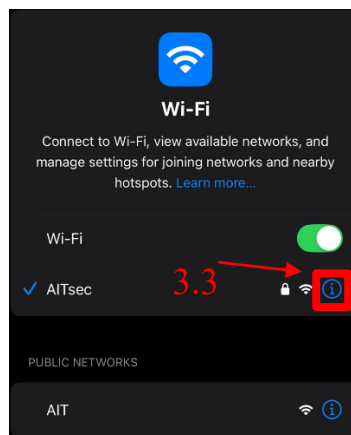 Wi-Fi
Connect to Wi-Fi, view available networks, and
manage settings for joining networks and nearby
hotspots. Learn more...
Wi-Fi
AITsec
3.3
PUBLIC NETWORKS
AIT